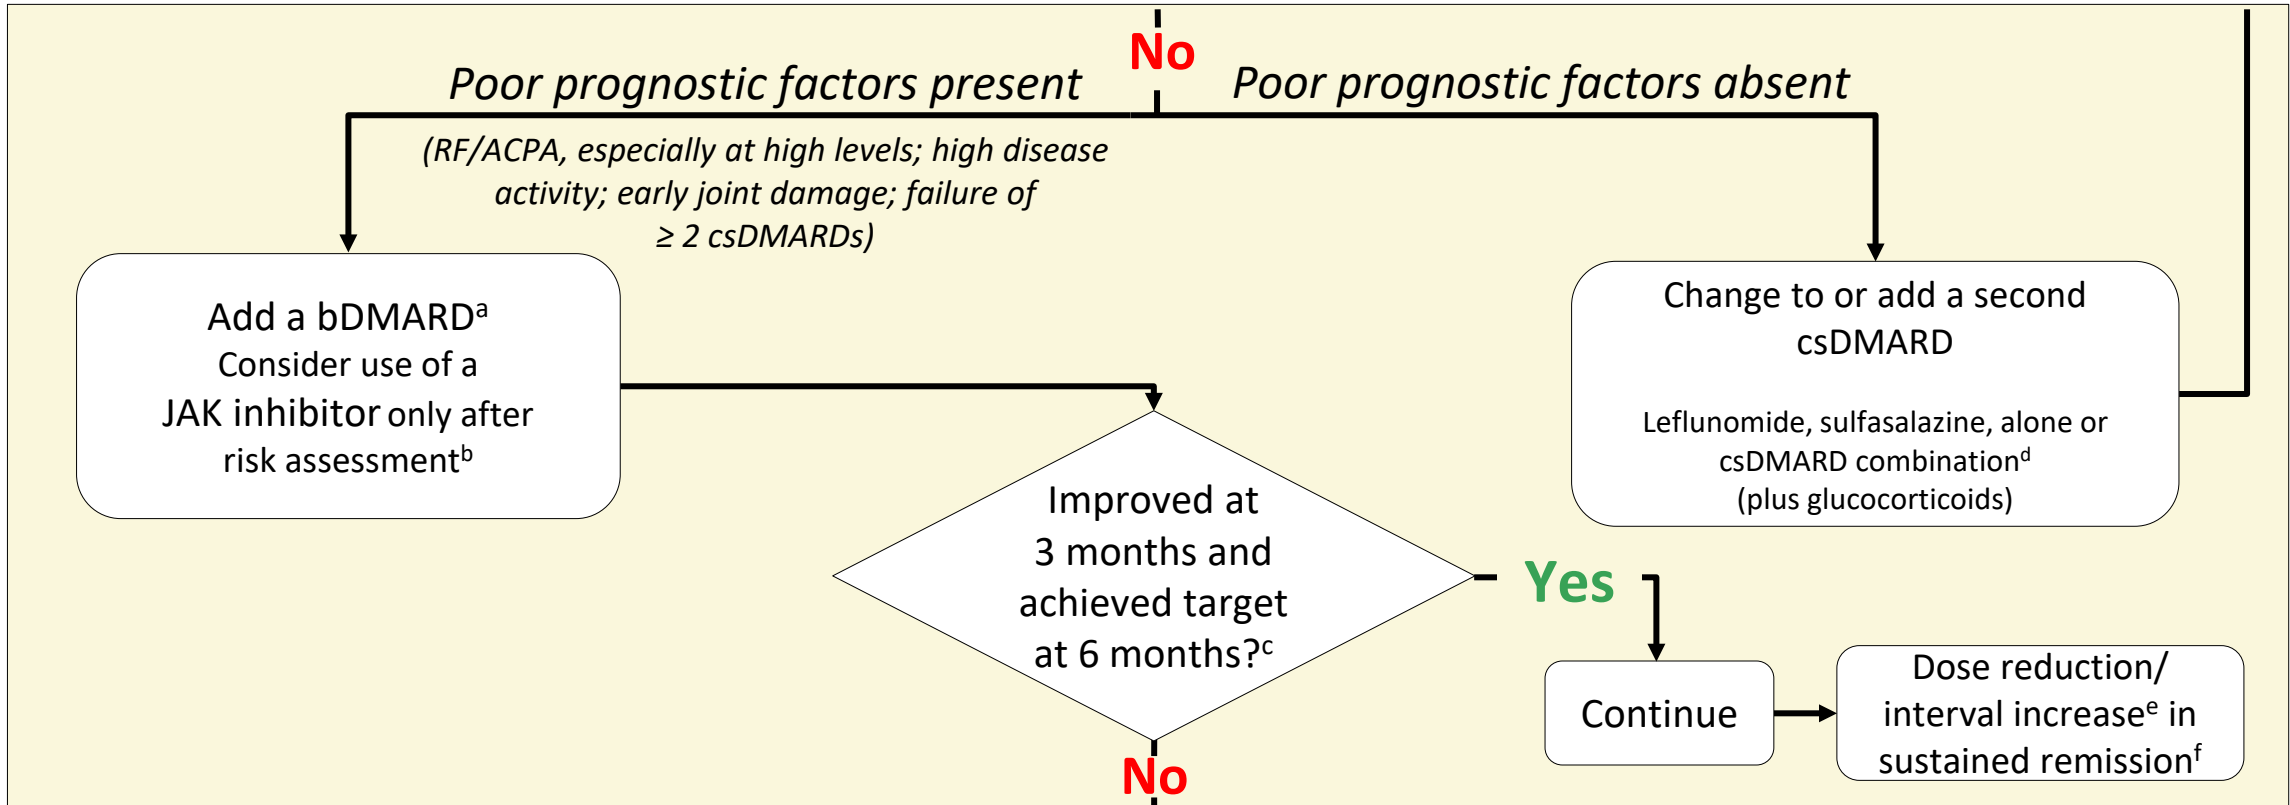 No
Poor prognostic factors present
Poor prognostic factors absent
(RF/ACPA, especially at high levels; high disease
activity; early joint damage; failure of
≥ 2 csDMARDs)
Add a bDMARDᵃ
Consider use of a
JAK inhibitor only after
risk assessmentᵇ
Change to or add a second
csDMARD
Leflunomide, sulfasalazine, alone or
csDMARD combinationᵈ
(plus glucocorticoids)
Improved at
3 months and
achieved target
at 6 months?ᶜ
Yes
Continue
Dose reduction/
interval increaseᵉ in
sustained remissionᶠ
No